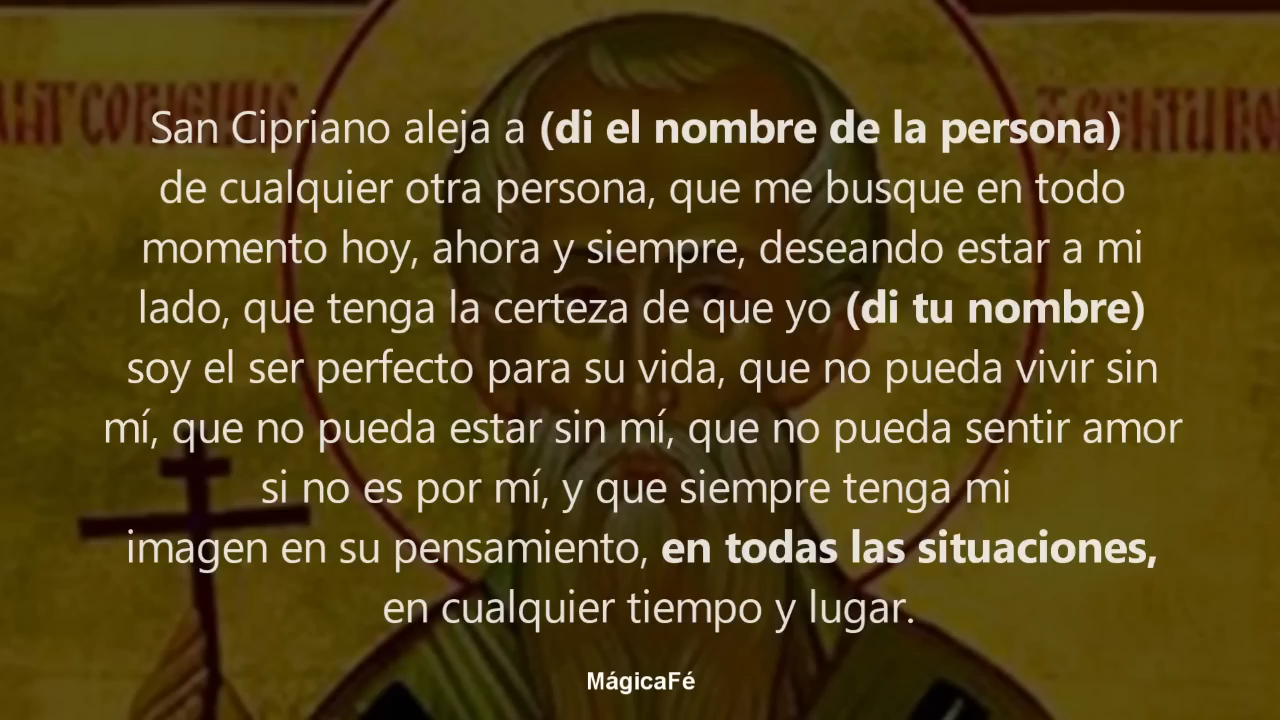 San Cipriano aleja a (di el nombre de la persona)
de cualquier otra persona, que me busque en todo
momento hoy, ahora y siempre, deseando estar a mi
lado, que tenga la certeza de que yo (di tu nombre)
soy el ser perfecto para su vida, que no pueda vivir sin
mí, que no pueda estar sin mí, que no pueda sentir amor
si no es por mí, y que siempre tenga mi
imagen en su pensamiento, en todas las situaciones,
en cualquier tiempo y lugar.
MágicaFé